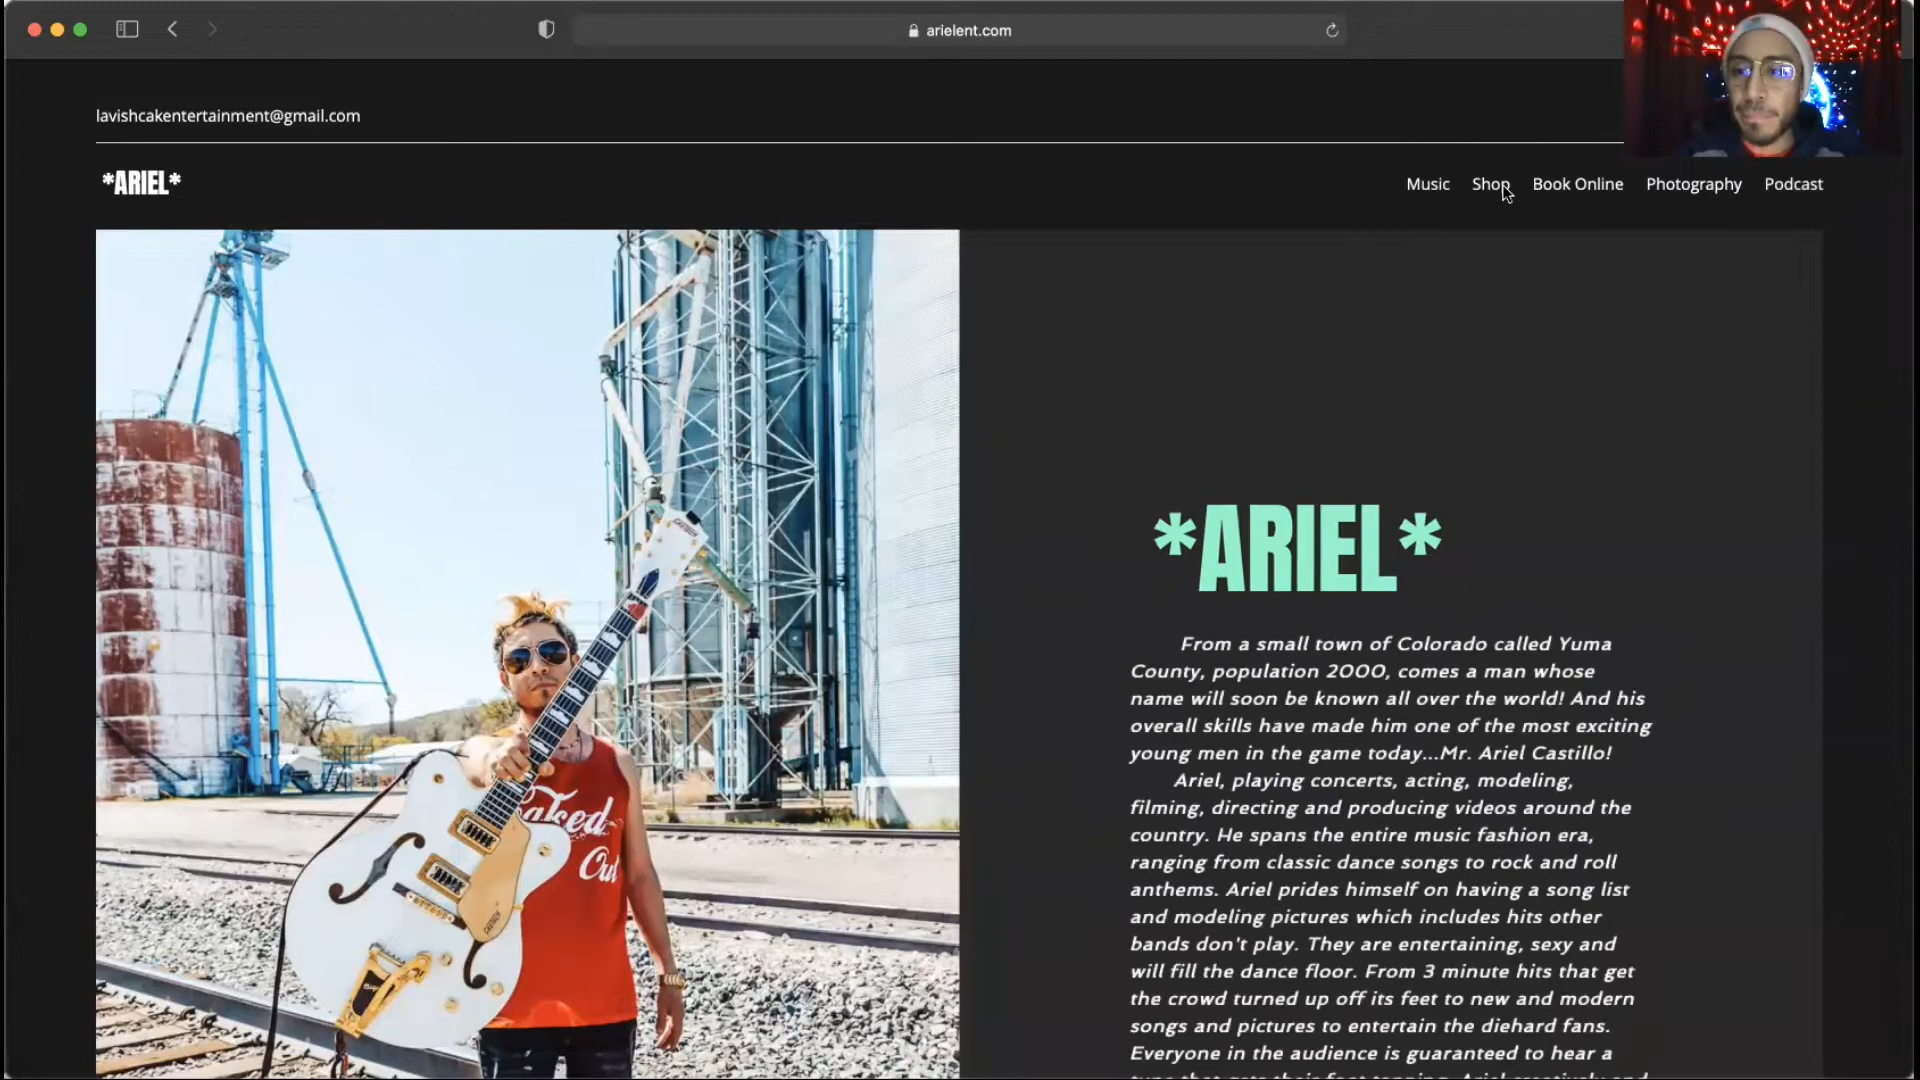 arielent.com
lavishcakentertainment@gmail.com
*ARIEL*
Music Shop Book Online Photography Podcast
GRETSCH
Baked
Out
GRETSCH
*ARIEL*
From a small town of Colorado called Yuma
County, population 2000, comes a man whose
name will soon be known all over the world! And his
overall skills have made him one of the most exciting
young men in the game today...Mr. Ariel Castillo!
Ariel, playing concerts, acting, modeling,
filming, directing and producing videos around the
country. He spans the entire music fashion era,
ranging from classic dance songs to rock and roll
anthems. Ariel prides himself on having a song list
and modeling pictures which includes hits other
bands don't play. They are entertaining, sexy and
will fill the dance floor. From 3 minute hits that get
the crowd turned up off its feet to new and modern
songs and pictures to entertain the diehard fans.
Everyone in the audience is guaranteed to hear a